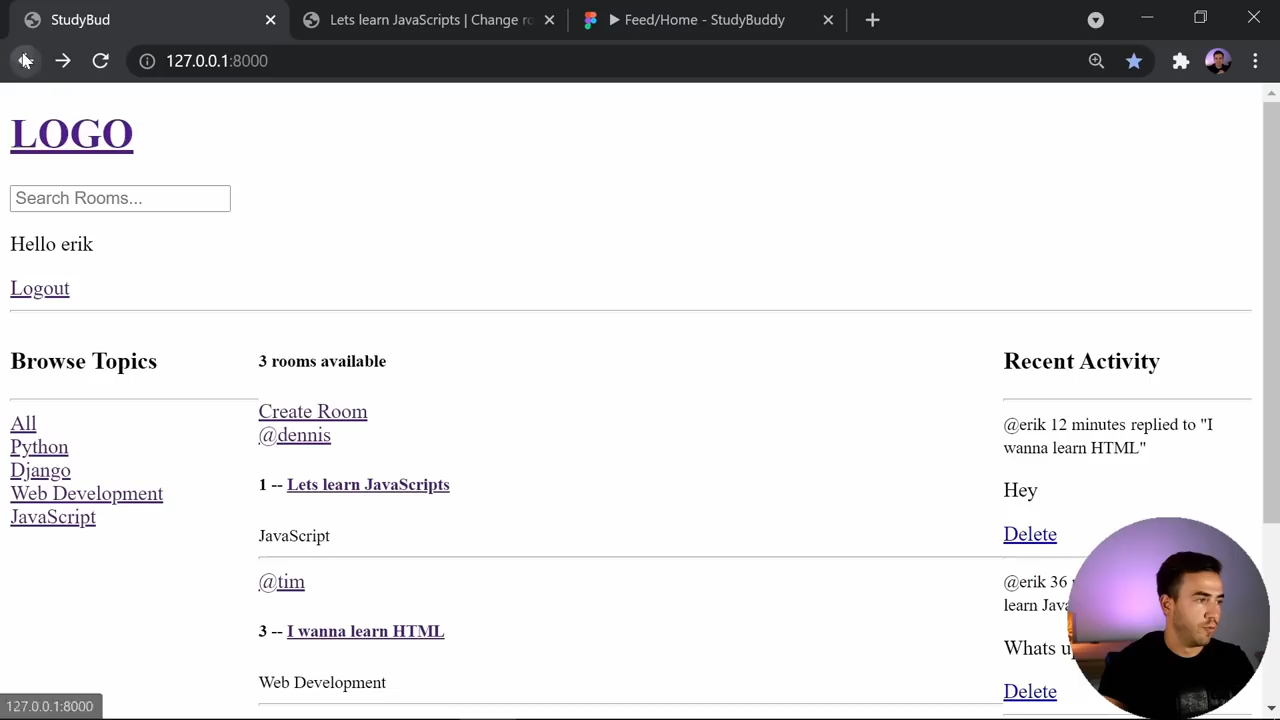 StudyBud
Lets learn JavaScripts | Change ro
Feed/Home - StudyBuddy
127.0.0.1:8000
LOGO
Search Rooms...
Hello erik
Logout
Browse Topics
All
Python
Django
Web Development
JavaScript
3 rooms available
Create Room
@dennis
1 -- Lets learn JavaScripts
JavaScript
@tim
3 -- I wanna learn HTML
Web Development
Recent Activity
@erik 12 minutes replied to "I
wanna learn HTML"
Hey
Delete
@erik 36
learn
Whats
Delete
127.0.0.1:8000